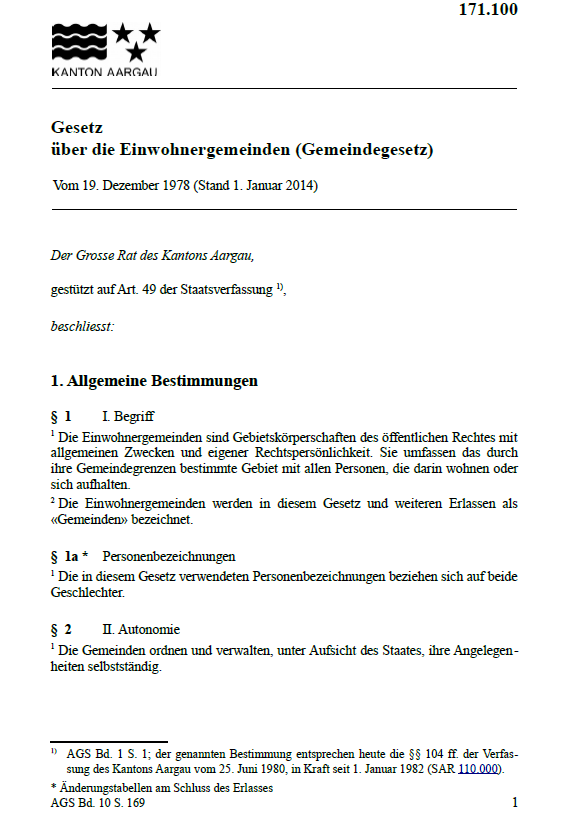 171.100
KANTON AARGAU
Gesetz
über die Einwohnergemeinden (Gemeindegesetz)
Vom 19. Dezember 1978 (Stand 1. Januar 2014)
Der Grosse Rat des Kantons Aargau,
gestützt auf Art. 49 der Staatsverfassung 1),
beschliesst:
1. Allgemeine Bestimmungen
§ 1 I. Begriff
1 Die Einwohnergemeinden sind Gebietskörperschaften des öffentlichen Rechtes mit
allgemeinen Zwecken und eigener Rechtspersönlichkeit. Sie umfassen das durch
ihre Gemeindegrenzen bestimmte Gebiet mit allen Personen, die darin wohnen oder
sich aufhalten.
2 Die Einwohnergemeinden werden in diesem Gesetz und weiteren Erlassen als
«Gemeinden» bezeichnet.
§ 1a * Personenbezeichnungen
1 Die in diesem Gesetz verwendeten Personenbezeichnungen beziehen sich auf beide
Geschlechter.
§ 2 II. Autonomie
1 Die Gemeinden ordnen und verwalten, unter Aufsicht des Staates, ihre Angelegen-
heiten selbstständig.
1) AGS Bd. 1 S. 1; der genannten Bestimmung entsprechen heute die §§ 104 ff. der Verfas-
sung des Kantons Aargau vom 25. Juni 1980, in Kraft seit 1. Januar 1982 (SAR 110.000).
* Änderungstabellen am Schluss des Erlasses
AGS Bd. 10 S. 169 1